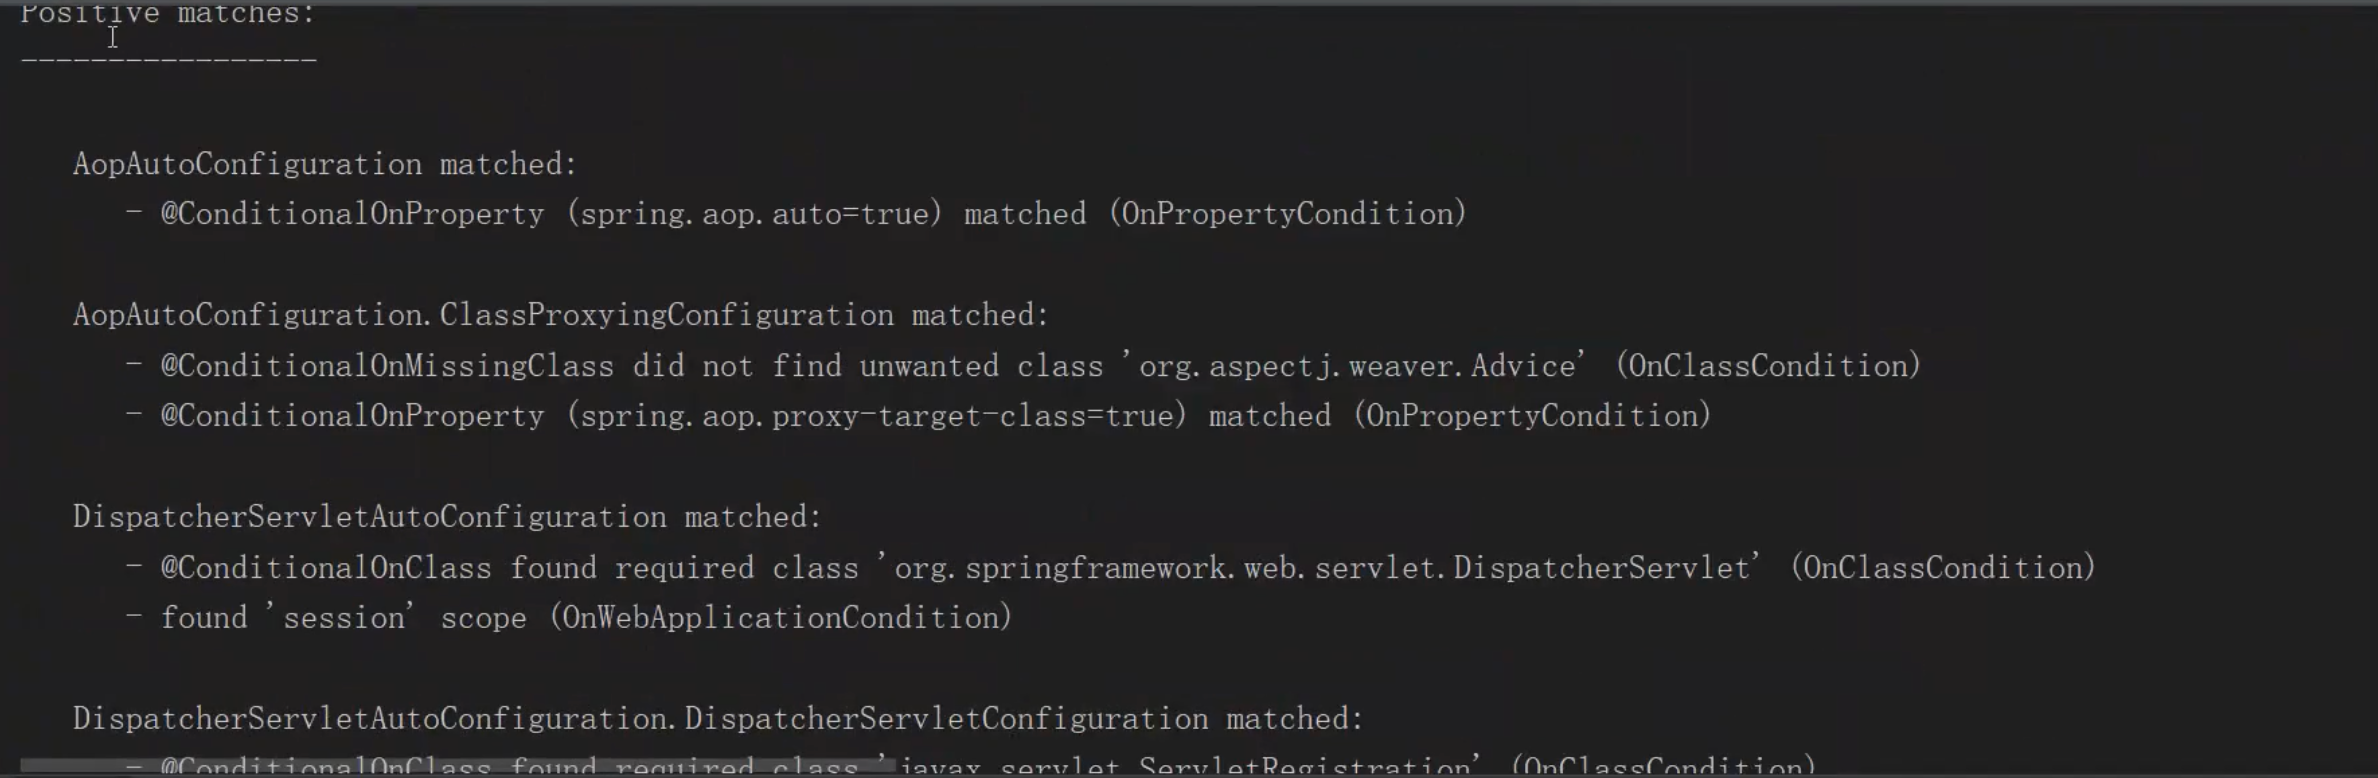 Positive matches:
-----------------
AopAutoConfiguration matched:
- @ConditionalOnProperty (spring.aop.auto=true) matched (OnPropertyCondition)
AopAutoConfiguration.ClassProxyingConfiguration matched:
- @ConditionalOnMissingClass did not find unwanted class 'org.aspectj.weaver.Advice' (OnClassCondition)
- @ConditionalOnProperty (spring.aop.proxy-target-class=true) matched (OnPropertyCondition)
DispatcherServletAutoConfiguration matched:
- @ConditionalOnClass found required class 'org.springframework.web.servlet.DispatcherServlet' (OnClassCondition)
- found 'session' scope (OnWebApplicationCondition)
DispatcherServletAutoConfiguration.DispatcherServletConfiguration matched:
- @ConditionalOnClass found required class 'javax.servlet.ServletRegistration' (OnClassCondition)